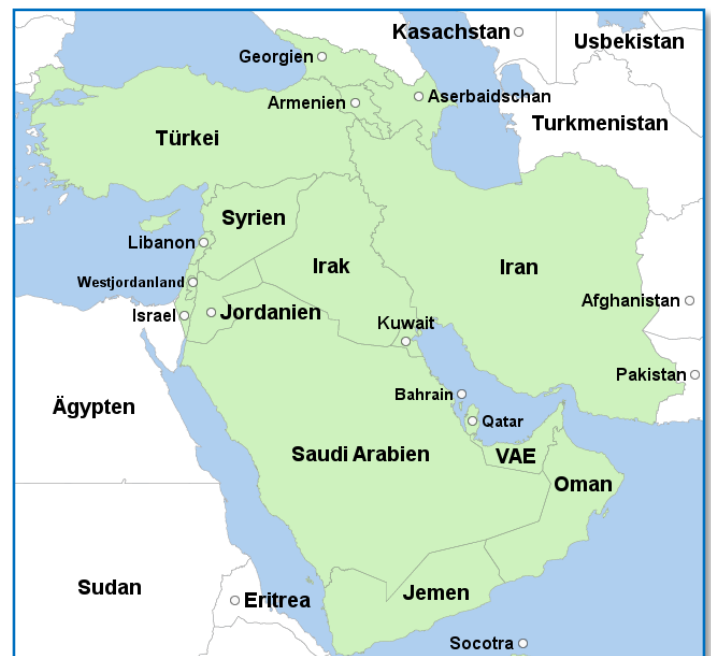 Kasachstan
Usbekistan
Georgien
Armenien
Aserbaidschan
Turkmenistan
Türkei
Syrien
Libanon
Irak
Iran
Westjordanland
Afghanistan
Israel
Jordanien
Kuwait
Pakistan
Bahrain
Ägypten
Qatar
Saudi Arabien
VAE
Oman
Sudan
Eritrea
Jemen
Socotra